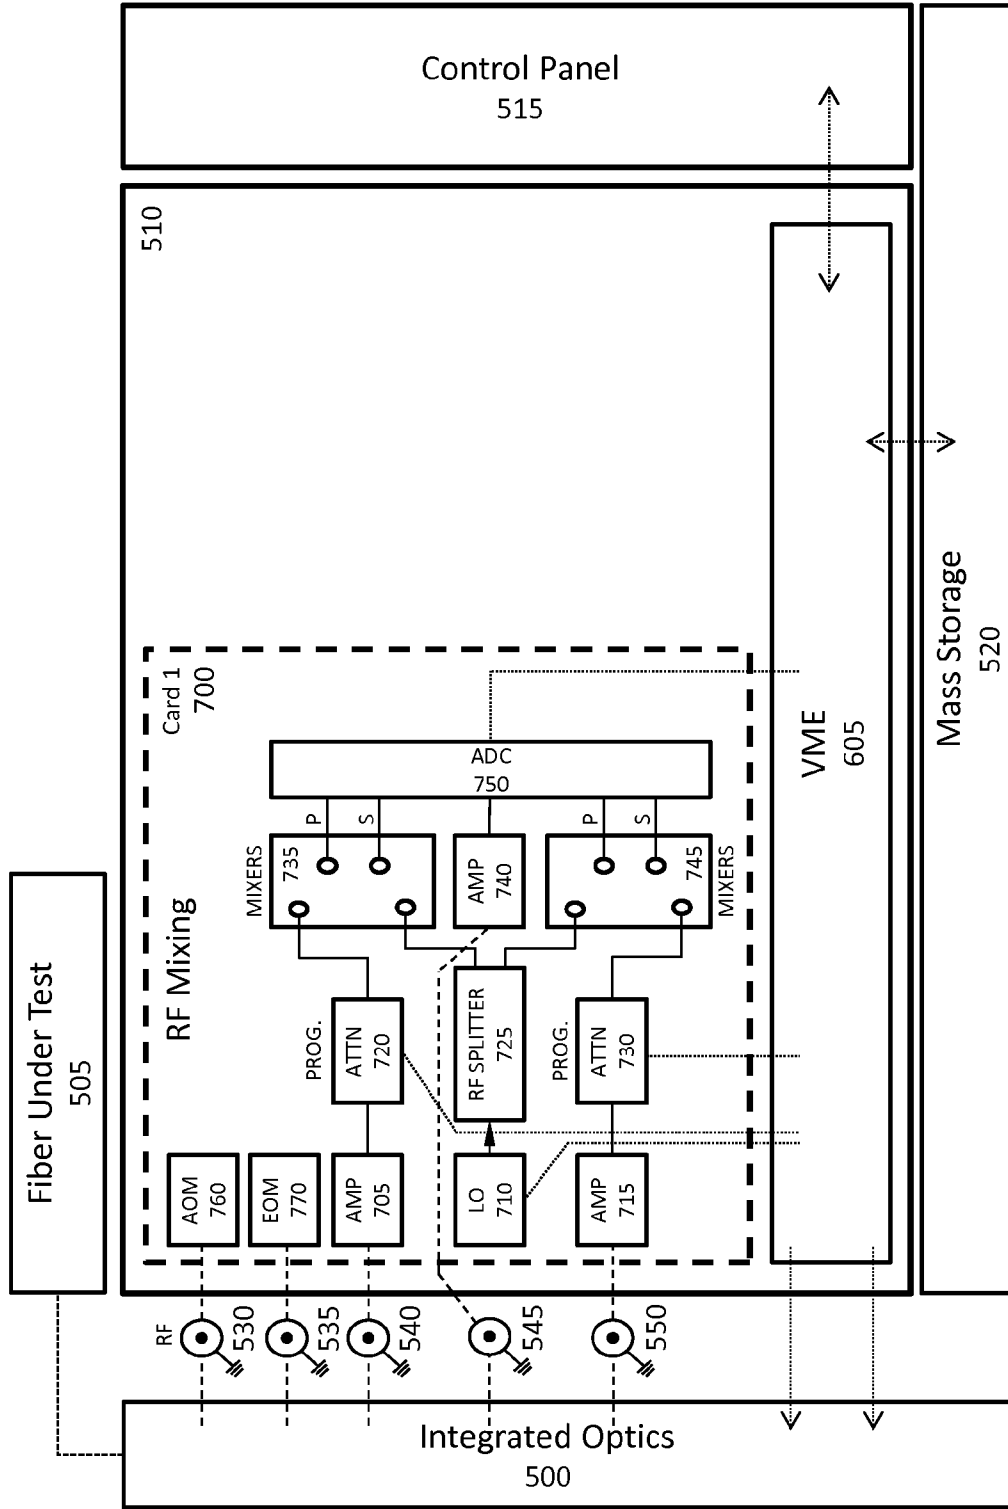 Control Panel
515
510
Card 1
700
RF Mixing
ADC
750
P
S
P
S
MIXERS
735
AMP
740
745
MIXERS
PROG.
ATTN
720
RF SPLITTER
725
PROG.
ATTN
730
AOM
760
EOM
770
AMP
705
LO
710
AMP
715
VME
605
Mass Storage
520
Fiber Under Test
505
RF
530
535
540
545
550
Integrated Optics
500